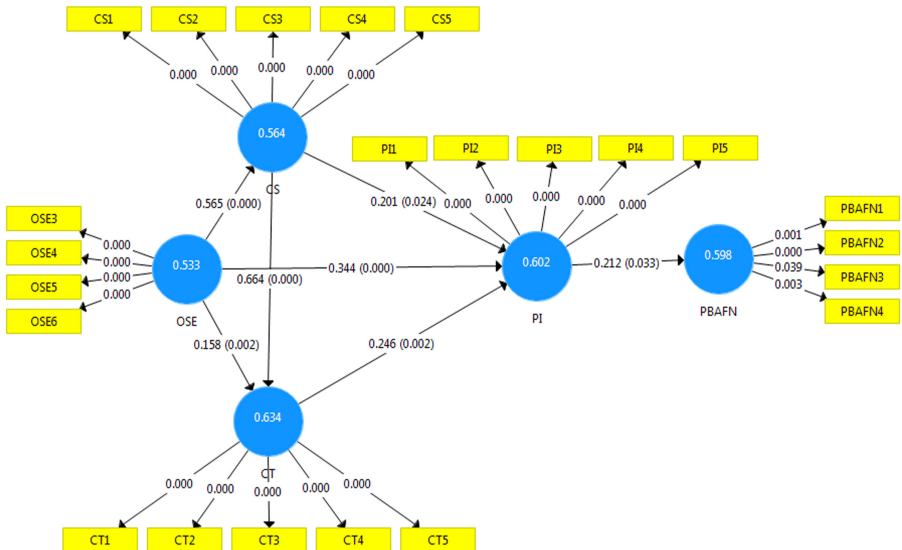 CS1 CS2 CS3 CS4 CS5
0.000 0.000 0.000 0.000 0.000
0.564
CS
PI1 PI2 PI3 PI4 PI5
0.000 0.000 0.000 0.000 0.000
0.565 (0.000)
0.201 (0.024)
OSE3
OSE4
OSE5
OSE6
0.000
0.000
0.000
0.000
0.533
OSE
0.344 (0.000)
0.664 (0.000)
0.602
PI
0.212 (0.033)
0.598
PBAFN
0.001
0.000
0.039
0.003
PBAFN1
PBAFN2
PBAFN3
PBAFN4
0.158 (0.002)
0.246 (0.002)
0.634
CT
0.000 0.000 0.000 0.000 0.000
CT1 CT2 CT3 CT4 CT5